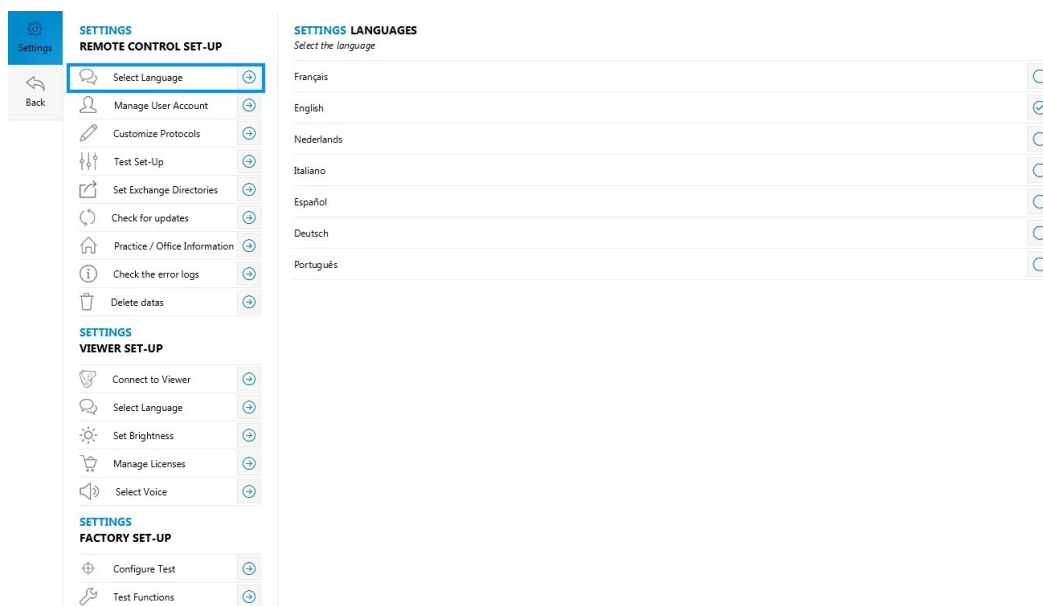 Settings
Back
SETTINGS
REMOTE CONTROL SET-UP
Select Language
Manage User Account
Customize Protocols
Test Set-Up
Set Exchange Directories
Check for updates
Practice / Office Information
Check the error logs
Delete datas
SETTINGS
VIEWER SET-UP
Connect to Viewer
Select Language
Set Brightness
Manage Licenses
Select Voice
SETTINGS
FACTORY SET-UP
Configure Test
Test Functions
SETTINGS LANGUAGES
Select the language
Français
English
Nederlands
Italiano
Español
Deutsch
Português